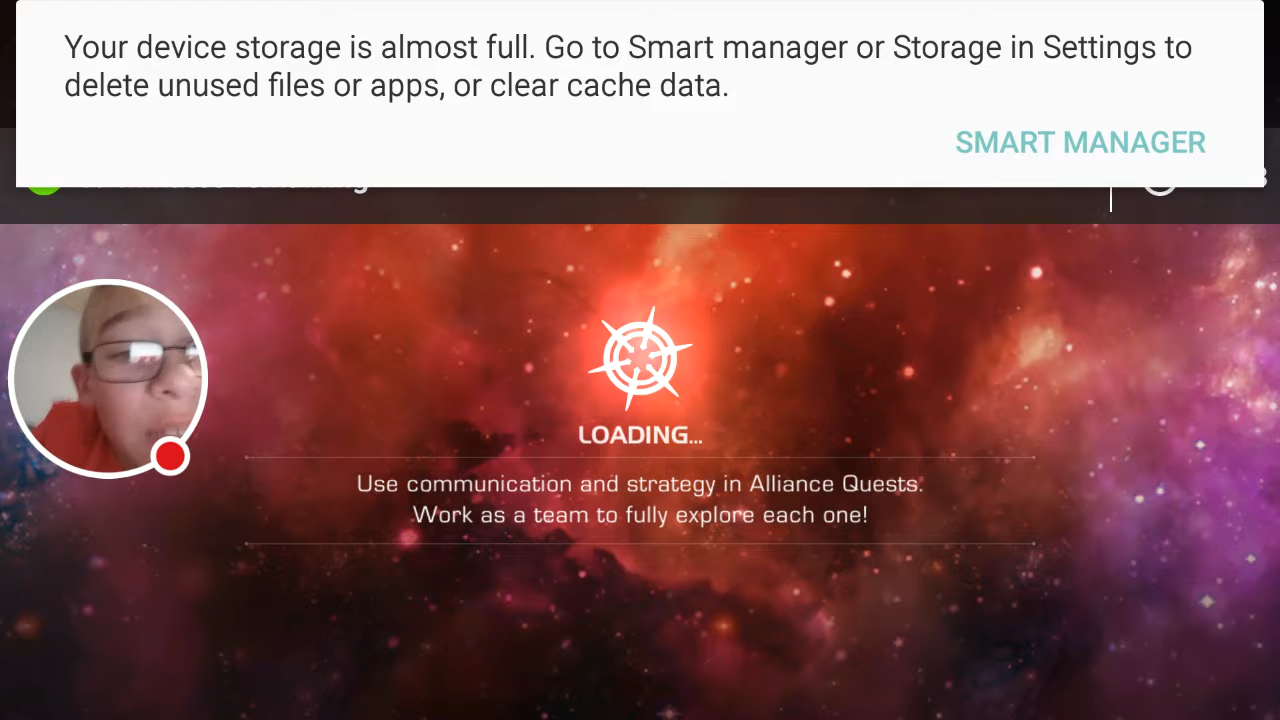 Your device storage is almost full. Go to Smart manager or Storage in Settings to
delete unused files or apps, or clear cache data.
SMART MANAGER
LOADING...
Use communication and strategy in Alliance Quests.
Work as a team to fully explore each one!